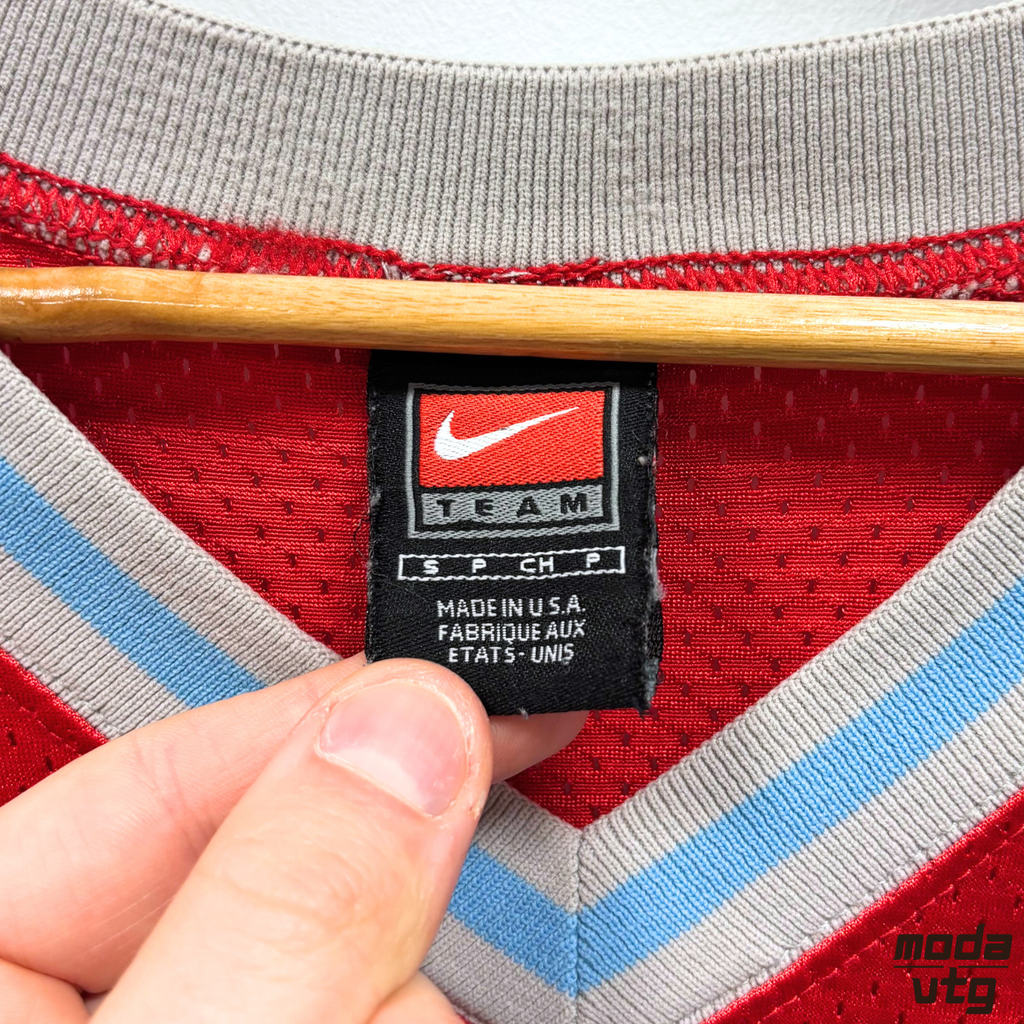 TEAM
S P CH P
MADE IN U.S.A.
FABRIQUE AUX
ETATS-UNIS
moda
vtg